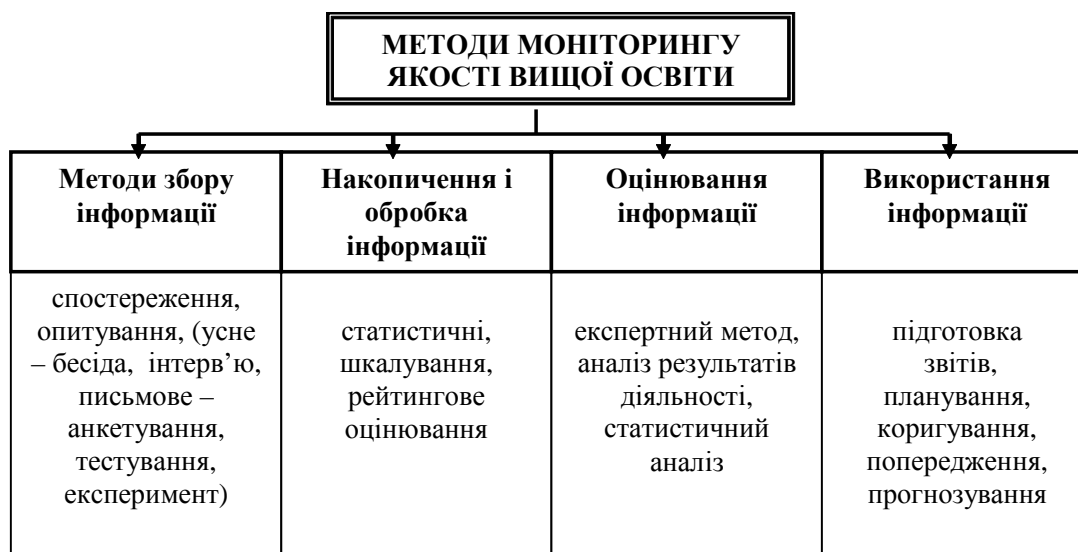 МЕТОДИ МОНІТОРИНГУ
ЯКОСТІ ВИЩОЇ ОСВІТИ
Методи збору
інформації
Накопичення і
обробка
інформації
Оцінювання
інформації
Використання
інформації
спостереження,
опитування, (усне
– бесіда, інтерв’ю,
письмове –
анкетування,
тестування,
експеримент)
статистичні,
шкалування,
рейтингове
оцінювання
експертний метод,
аналіз результатів
діяльності,
статистичний
аналіз
підготовка
звітів,
планування,
коригування,
попередження,
прогнозування